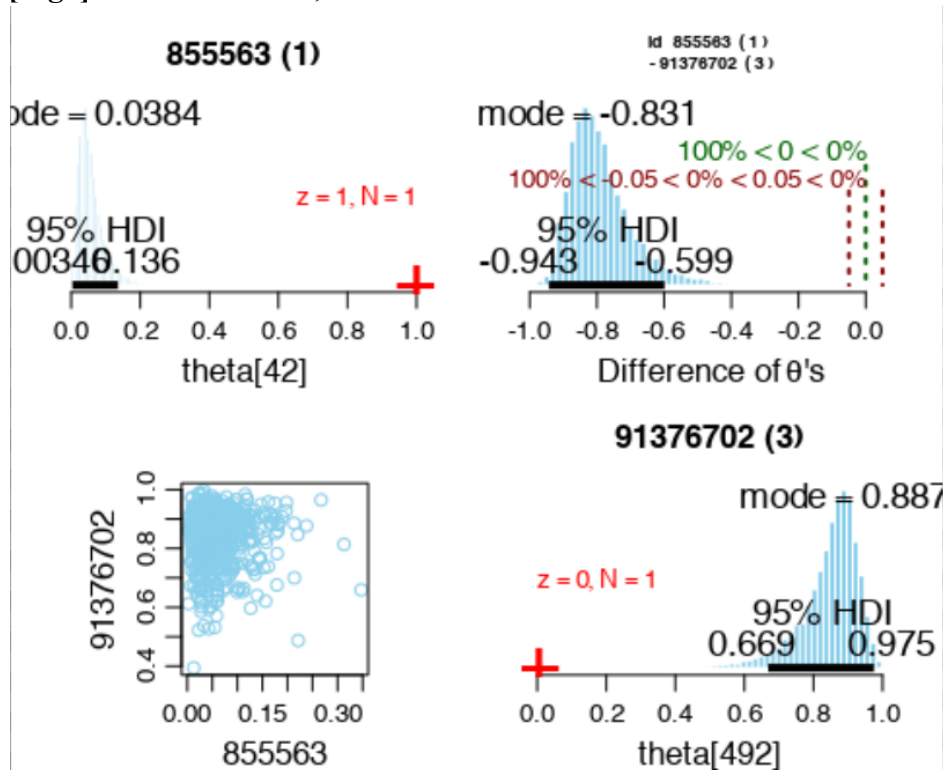 855563 (1)
ode = 0.0384
z = 1, N = 1
95% HDI
0.136
0.0 0.2 0.4 0.6 0.8 1.0
theta[42]
Id 855563 (1)
- 91376702 (3)
mode = -0.831
100% < 0 < 0%
100% < -0.05 < 0% < 0.05 < 0%
95% HDI
-0.943 -0.599
-1.0 -0.8 -0.6 -0.4 -0.2 0.0
Difference of θ's
91376702
0.4 0.6 0.8 1.0
0.00 0.15 0.30
855563
91376702 (3)
mode = 0.887
z = 0, N = 1
95% HDI
0.669 0.975
0.0 0.2 0.4 0.6 0.8 1.0
theta[492]